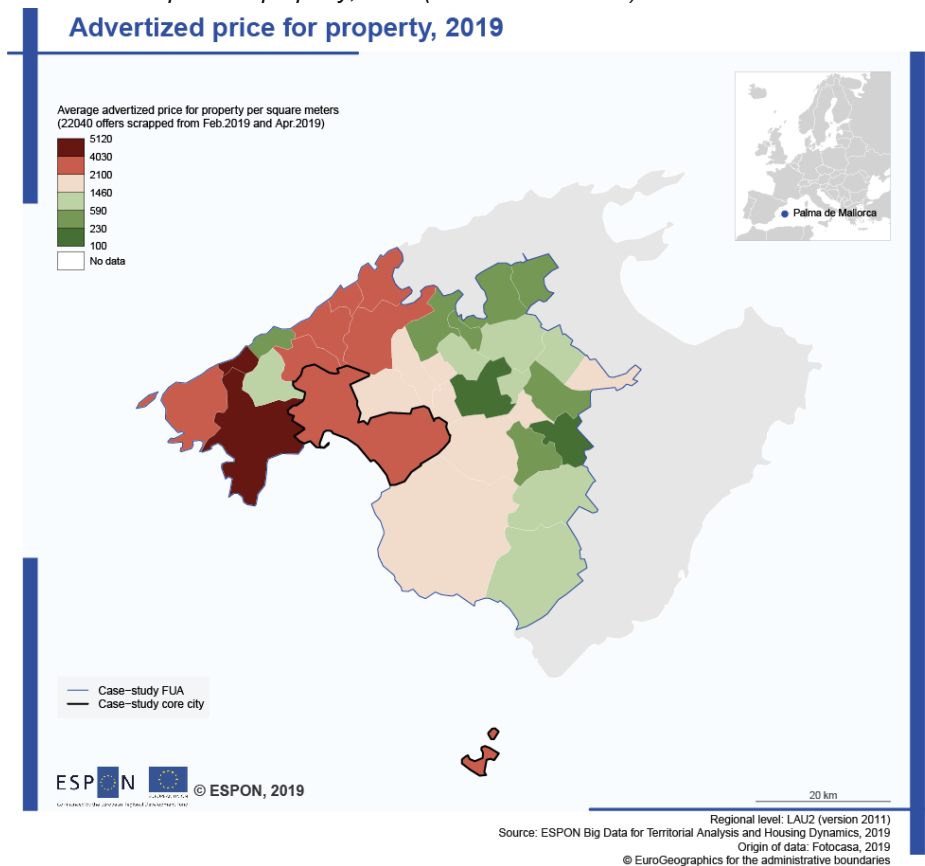 Advertized price for property, 2019
Average advertized price for property per square meters
(22040 offers scrapped from Feb.2019 and Apr.2019)
5120
4030
2100
1460
590
230
100
No data
Palma de Mallorca
Case–study FUA
Case–study core city
ESPON
© ESPON, 2019
20 km
Regional level: LAU2 (version 2011)
Source: ESPON Big Data for Territorial Analysis and Housing Dynamics, 2019
Origin of data: Fotocasa, 2019
© EuroGeographics for the administrative boundaries